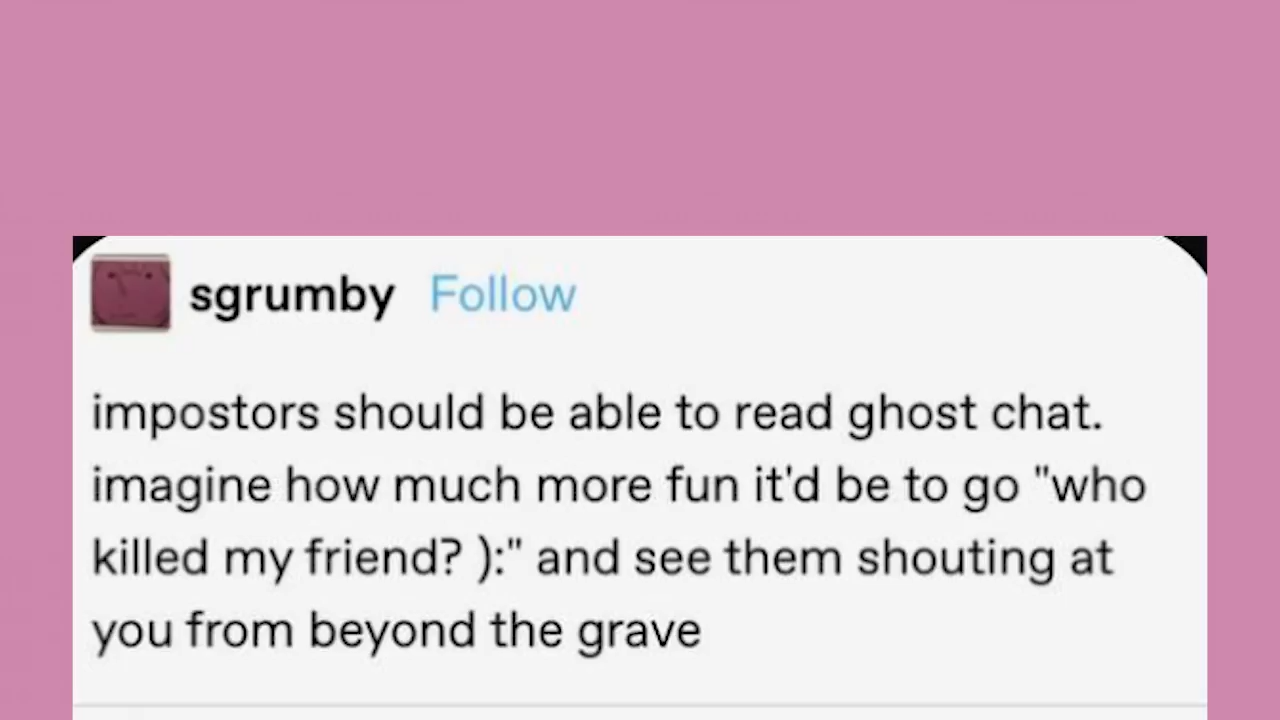 sgrumby Follow
impostors should be able to read ghost chat.
imagine how much more fun it'd be to go "who
killed my friend? ):" and see them shouting at
you from beyond the grave